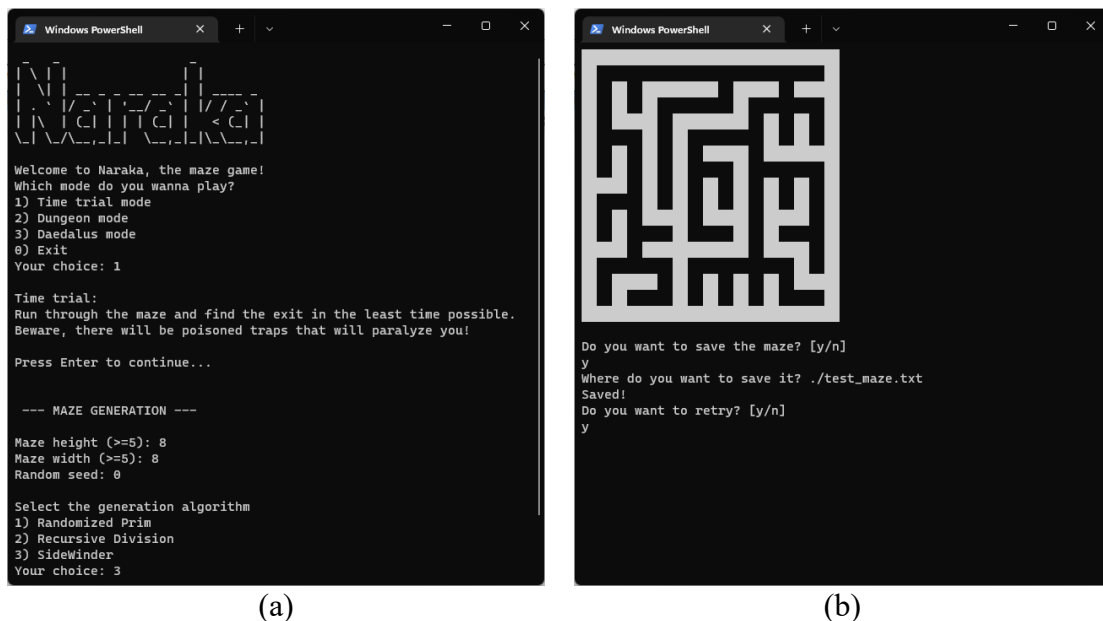 Windows PowerShell
Naraka
Welcome to Naraka, the maze game!
Which mode do you wanna play?
1) Time trial mode
2) Dungeon mode
3) Daedalus mode
0) Exit
Your choice: 1
Time trial:
Run through the maze and find the exit in the least time possible.
Beware, there will be poisoned traps that will paralyze you!
Press Enter to continue...
--- MAZE GENERATION ---
Maze height (>=5): 8
Maze width (>=5): 8
Random seed: 0
Select the generation algorithm
1) Randomized Prim
2) Recursive Division
3) SideWinder
Your choice: 3
(a)
Windows PowerShell
Do you want to save the maze? [y/n]
y
Where do you want to save it? ./test_maze.txt
Saved!
Do you want to retry? [y/n]
y
(b)